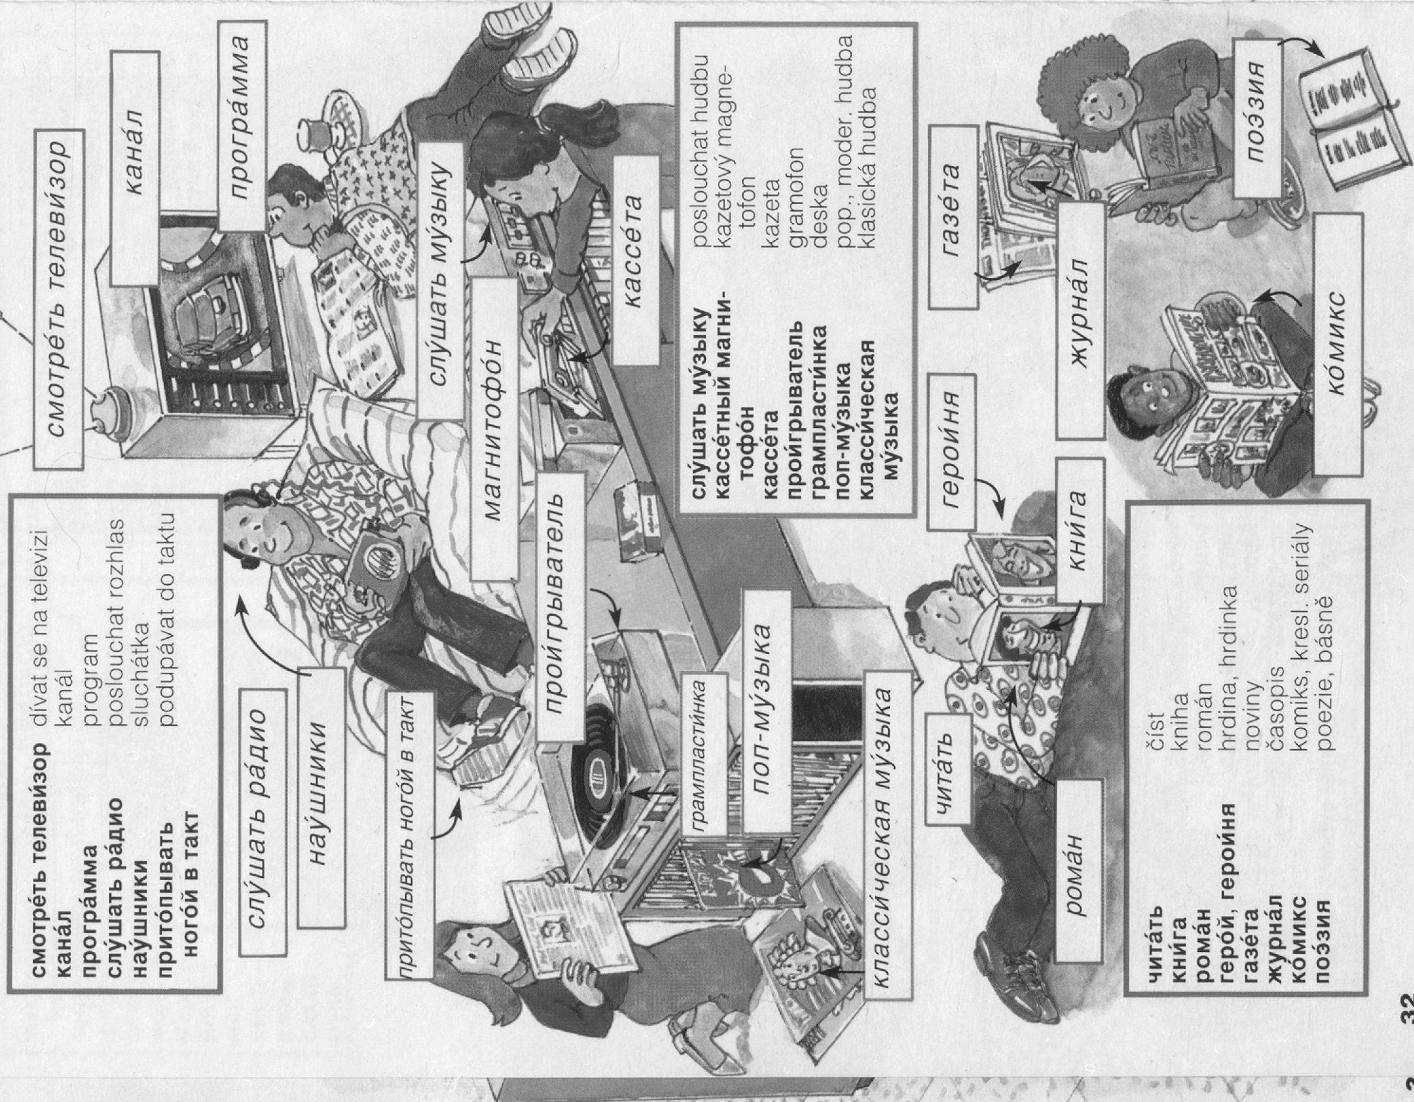 смотре́ть телеви́зор dívat se na televizi
кана́л kanál
програ́мма program
слу́шать ра́дио poslouchat rozhlas
нау́шники sluchátka
прито́пывать podupávat do taktu
ного́й в такт
смотре́ть телеви́зор
кана́л
програ́мма
слу́шать ра́дио
нау́шники
прито́пывать ного́й в такт
слу́шать му́зыку
магнитофо́н
прои́грыватель
кассе́та
грампласти́нка
поп-му́зыка
класси́ческая му́зыка
слу́шать му́зыку poslouchat hudbu
кассе́тный магни- kazetový magne-
тофо́н tofon
кассе́та kazeta
прои́грыватель gramofon
грампласти́нка deska
поп-му́зыка pop., moder. hudba
класси́ческая klasická hudba
му́зыка
чита́ть
герои́ня
газе́та
рома́н
кни́га
журна́л
поэ́зия
ко́микс
чита́ть číst
кни́га kniha
рома́н román
геро́й, герои́ня hrdina, hrdinka
газе́та noviny
журна́л časopis
ко́микс komiks, kresl. seriály
поэ́зия poezie, básně
32